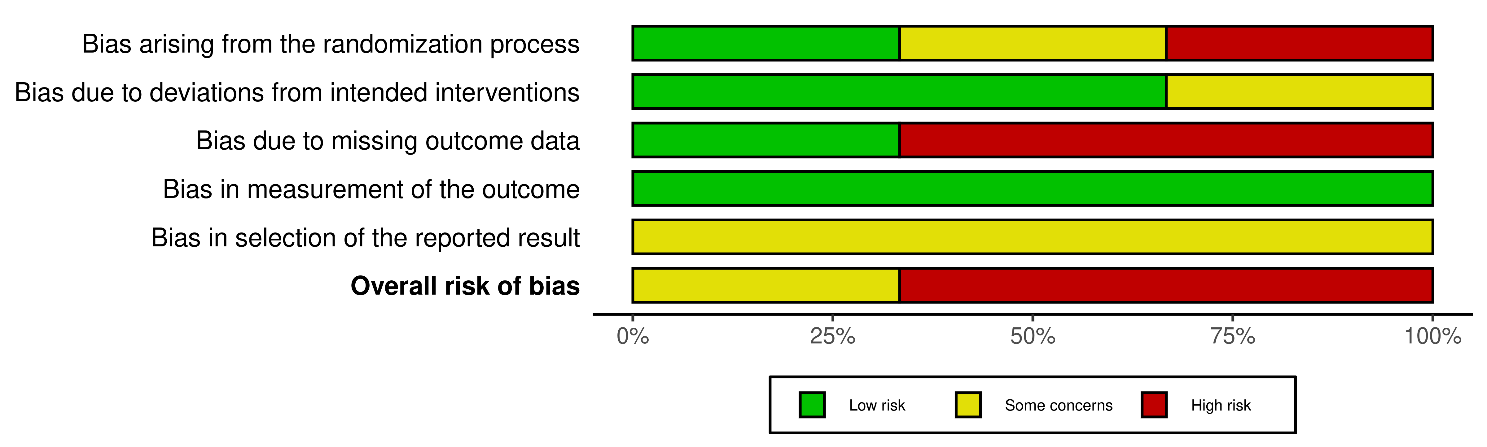 Bias arising from the randomization process
Bias due to deviations from intended interventions
Bias due to missing outcome data
Bias in measurement of the outcome
Bias in selection of the reported result
Overall risk of bias
0% 25% 50% 75% 100%
Low risk Some concerns High risk